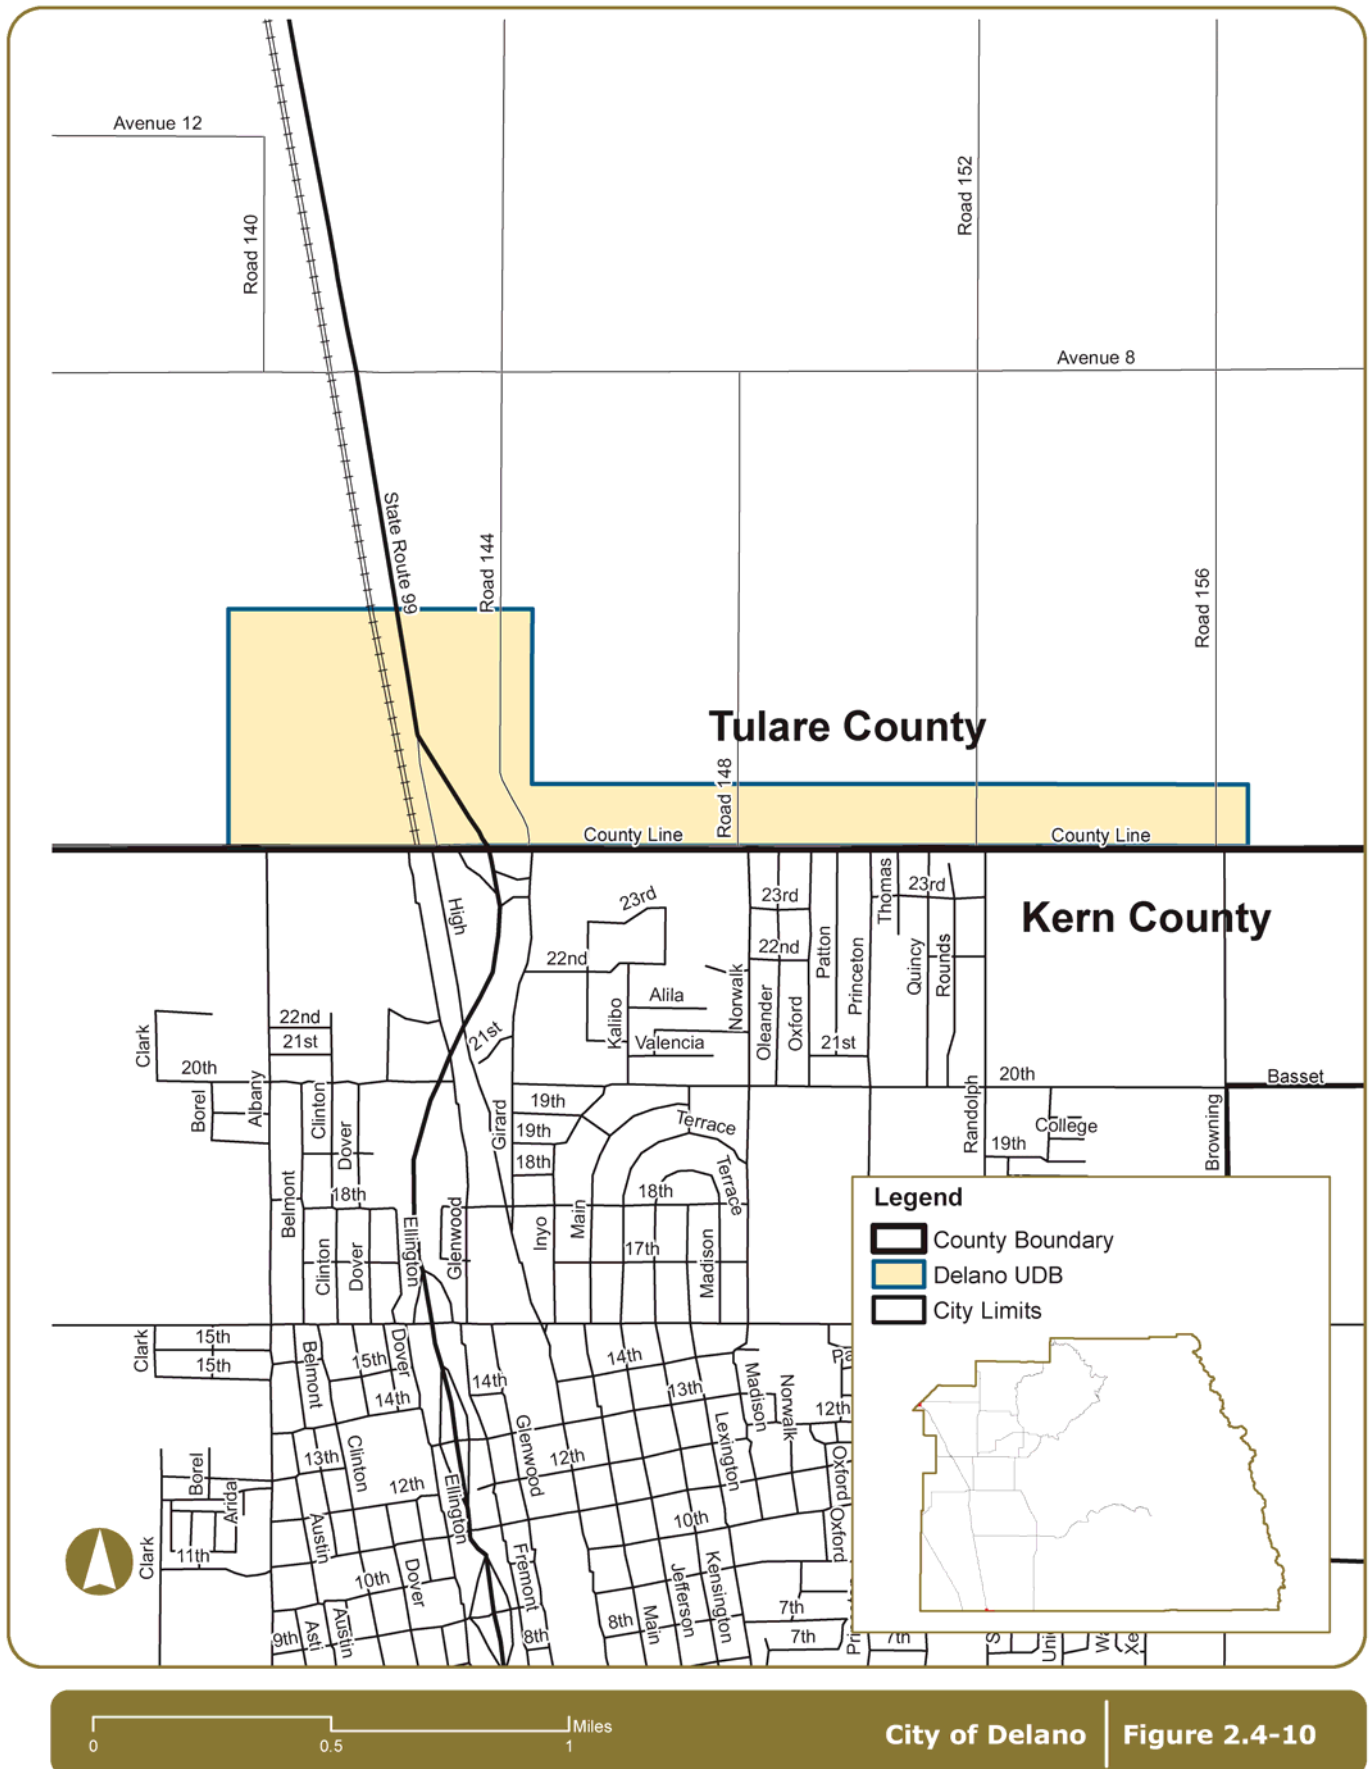 Avenue 12
Road 140
Road 152
Avenue 8
State Route 99
Road 144
Road 156
Tulare County
Road 148
County Line
County Line
Kern County
High
23rd
22nd
Alila
Kalibo
Valencia
Norwalk
23rd
22nd
Oleander
Oxford
Patton
Princeton
21st
Thomas
23rd
Quincy
Rounds
Clark
22nd
21st
20th
21st
20th
Basset
Borel
Albany
Clinton
Dover
Girard
19th
19th
18th
Terrace
Terrace
Randolph
College
19th
Browning
Belmont
18th
Clinton
Dover
Ellington
Glenwood
Inyo
Main
18th
17th
Madison
Legend
County Boundary
Delano UDB
City Limits
Clark
15th
15th
Belmont
15th
Dover
14th
14th
14th
13th
Madison
Norwalk
12th
Borel
Arida
13th
Clinton
12th
Ellington
Glenwood
12th
Lexington
Oxford
Oxford
10th
Clark
11th
Austin
10th
Dover
Fremont
Jefferson
Kensington
9th
Asti
Austin
8th
8th
Main
7th
7th
7th
0
0.5
1
Miles
City of Delano
Figure 2.4-10